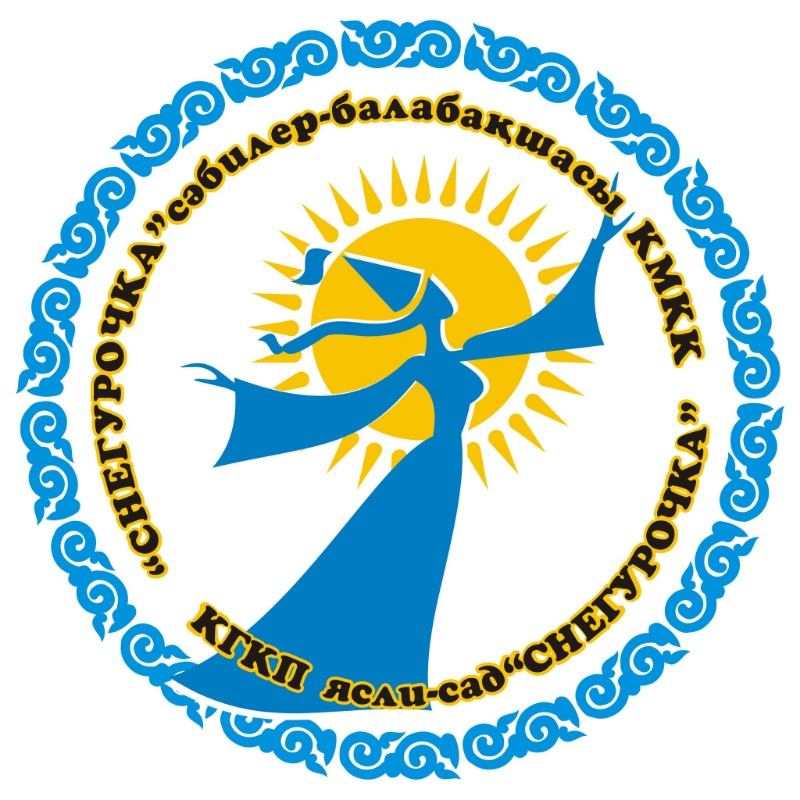 “СНЕГУРОЧКА” сәбилер-балабақшасы КМҚК
КГКП ясли-сад “СНЕГУРОЧКА”